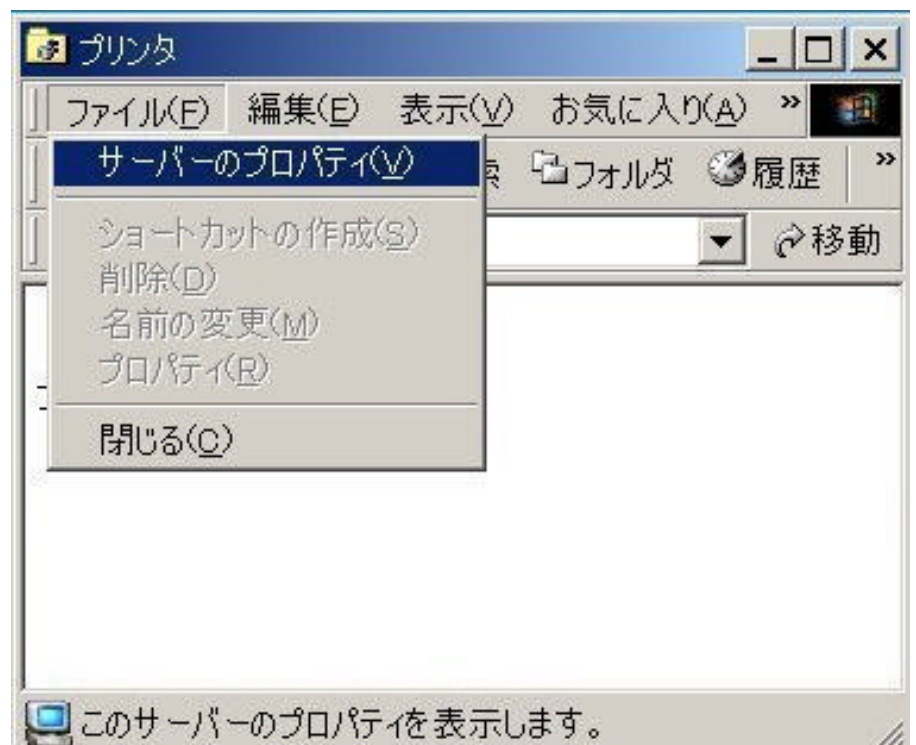 プリンタ
ファイル(F) 編集(E) 表示(V) お気に入り(A) »
サーバーのプロパティ(V)
フォルダ 履歴 »
ショートカットの作成(S)
移動
削除(D)
名前の変更(M)
プロパティ(R)
閉じる(C)
このサーバーのプロパティを表示します。